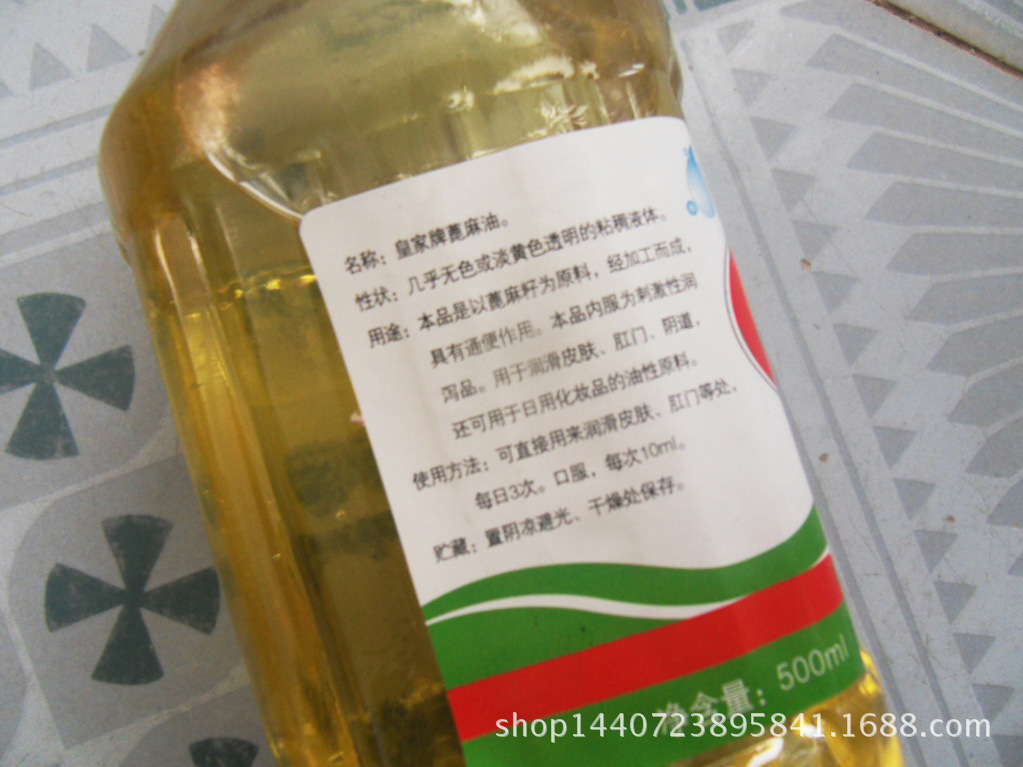 名称：皇家牌蓖麻油。
性状：几乎无色或淡黄色透明的粘稠液体。
用途：本品是以蓖麻籽为原料，经加工而成，
具有通便作用。本品内服为刺激性润
泻品。用于润滑皮肤、肛门、阴道，
还可用于日用化妆品的油性原料。
使用方法：可直接用来润滑皮肤、肛门等处，
每日3次。口服，每次10ml。
贮藏：置阴凉避光、干燥处保存。
净含量：500ml
shop1440723895841.1688.com